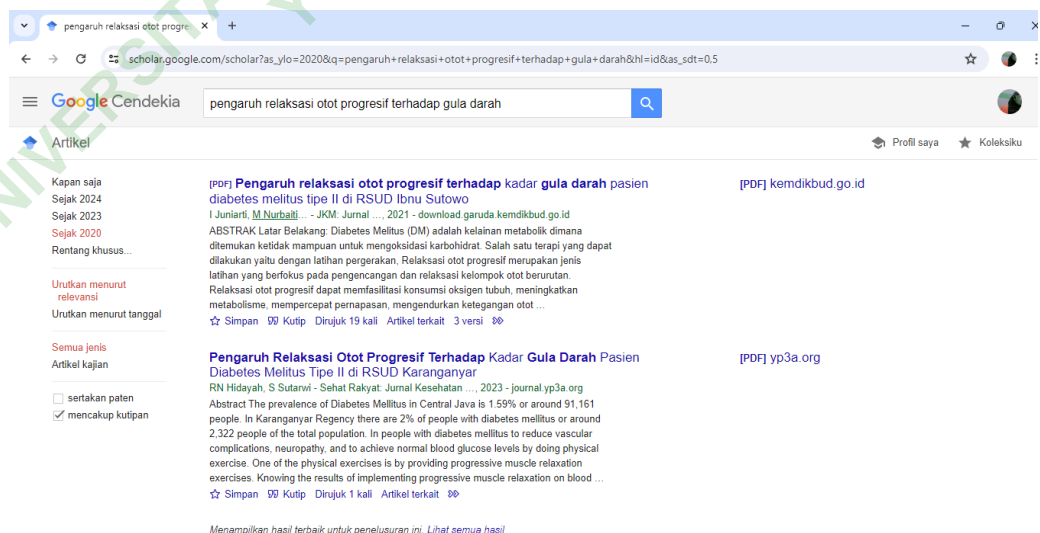 pengaruh relaksasi otot progre
scholar.google.com/scholar?as_ylo=2020&q=pengaruh+relaksasi+otot+progresif+terhadap+gula+darah&hl=id&as_sdt=0,5
Google Cendekia
pengaruh relaksasi otot progresif terhadap gula darah
Artikel
Profil saya
Koleksiku
Kapan saja
Sejak 2024
Sejak 2023
Sejak 2020
Rentang khusus...
Urutkan menurut
relevansi
Urutkan menurut tanggal
Semua jenis
Artikel kajian
sertakan paten
mencakup kutipan
[PDF] Pengaruh relaksasi otot progresif terhadap kadar gula darah pasien
diabetes melitus tipe II di RSUD Ibnu Sutowo
I Juniarti, M Nurbaiti... - JKM: Jurnal ..., 2021 - download.garuda.kemdikbud.go.id
ABSTRAK Latar Belakang: Diabetes Melitus (DM) adalah kelainan metabolik dimana
ditemukan ketidak mampuan untuk mengoksidasi karbohidrat. Salah satu terapi yang dapat
dilakukan yaitu dengan latihan pergerakan, Relaksasi otot progresif merupakan jenis
latihan yang berfokus pada pengencangan dan relaksasi kelompok otot berurutan.
Relaksasi otot progresif dapat memfasilitasi konsumsi oksigen tubuh, meningkatkan
metabolisme, mempercepat pernapasan, mengendurkan ketegangan otot ...
Simpan Kutip Dirujuk 19 kali Artikel terkait 3 versi
[PDF] kemdikbud.go.id
Pengaruh Relaksasi Otot Progresif Terhadap Kadar Gula Darah Pasien
Diabetes Melitus Tipe II di RSUD Karanganyar
RN Hidayah, S Sutarwi - Sehat Rakyat: Jurnal Kesehatan ..., 2023 - journal.yp3a.org
Abstract The prevalence of Diabetes Mellitus in Central Java is 1.59% or around 91,161
people. In Karanganyar Regency there are 2% of people with diabetes mellitus or around
2,322 people of the total population. In people with diabetes mellitus to reduce vascular
complications, neuropathy, and to achieve normal blood glucose levels by doing physical
exercise. One of the physical exercises is by providing progressive muscle relaxation
exercises. Knowing the results of implementing progressive muscle relaxation on blood ...
Simpan Kutip Dirujuk 1 kali Artikel terkait
[PDF] yp3a.org
Menampilkan hasil terbaik untuk penelusuran ini. Lihat semua hasil